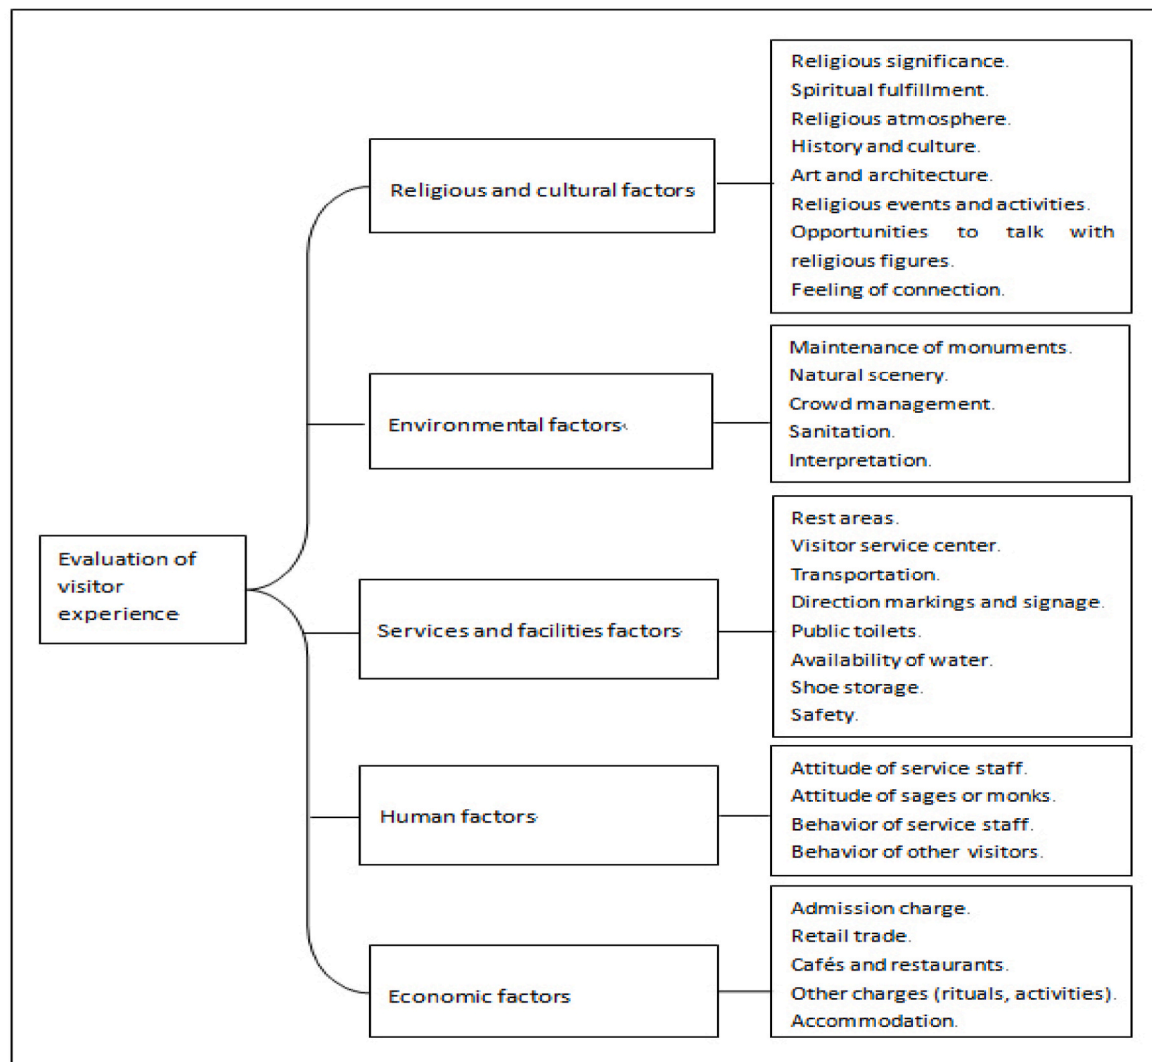 Evaluation of
visitor
experience
Religious and cultural factors
Religious significance.
Spiritual fulfillment.
Religious atmosphere.
History and culture.
Art and architecture.
Religious events and activities.
Opportunities to talk with
religious figures.
Feeling of connection.
Environmental factors
Maintenance of monuments.
Natural scenery.
Crowd management.
Sanitation.
Interpretation.
Services and facilities factors
Rest areas.
Visitor service center.
Transportation.
Direction markings and signage.
Public toilets.
Availability of water.
Shoe storage.
Safety.
Human factors
Attitude of service staff.
Attitude of sages or monks.
Behavior of service staff.
Behavior of other visitors.
Economic factors
Admission charge.
Retail trade.
Cafés and restaurants.
Other charges (rituals, activities).
Accommodation.